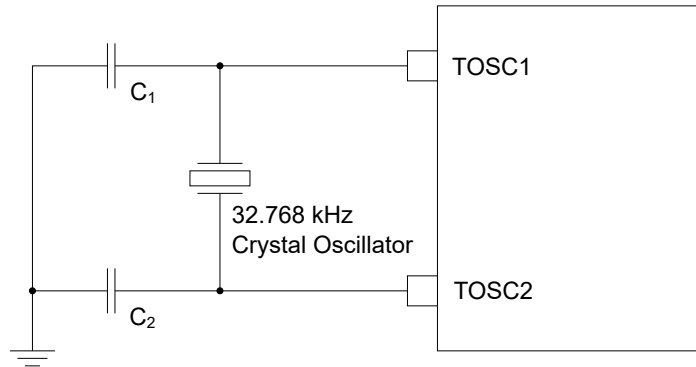 TOSC1
C₁
32.768 kHz
Crystal Oscillator
TOSC2
C₂